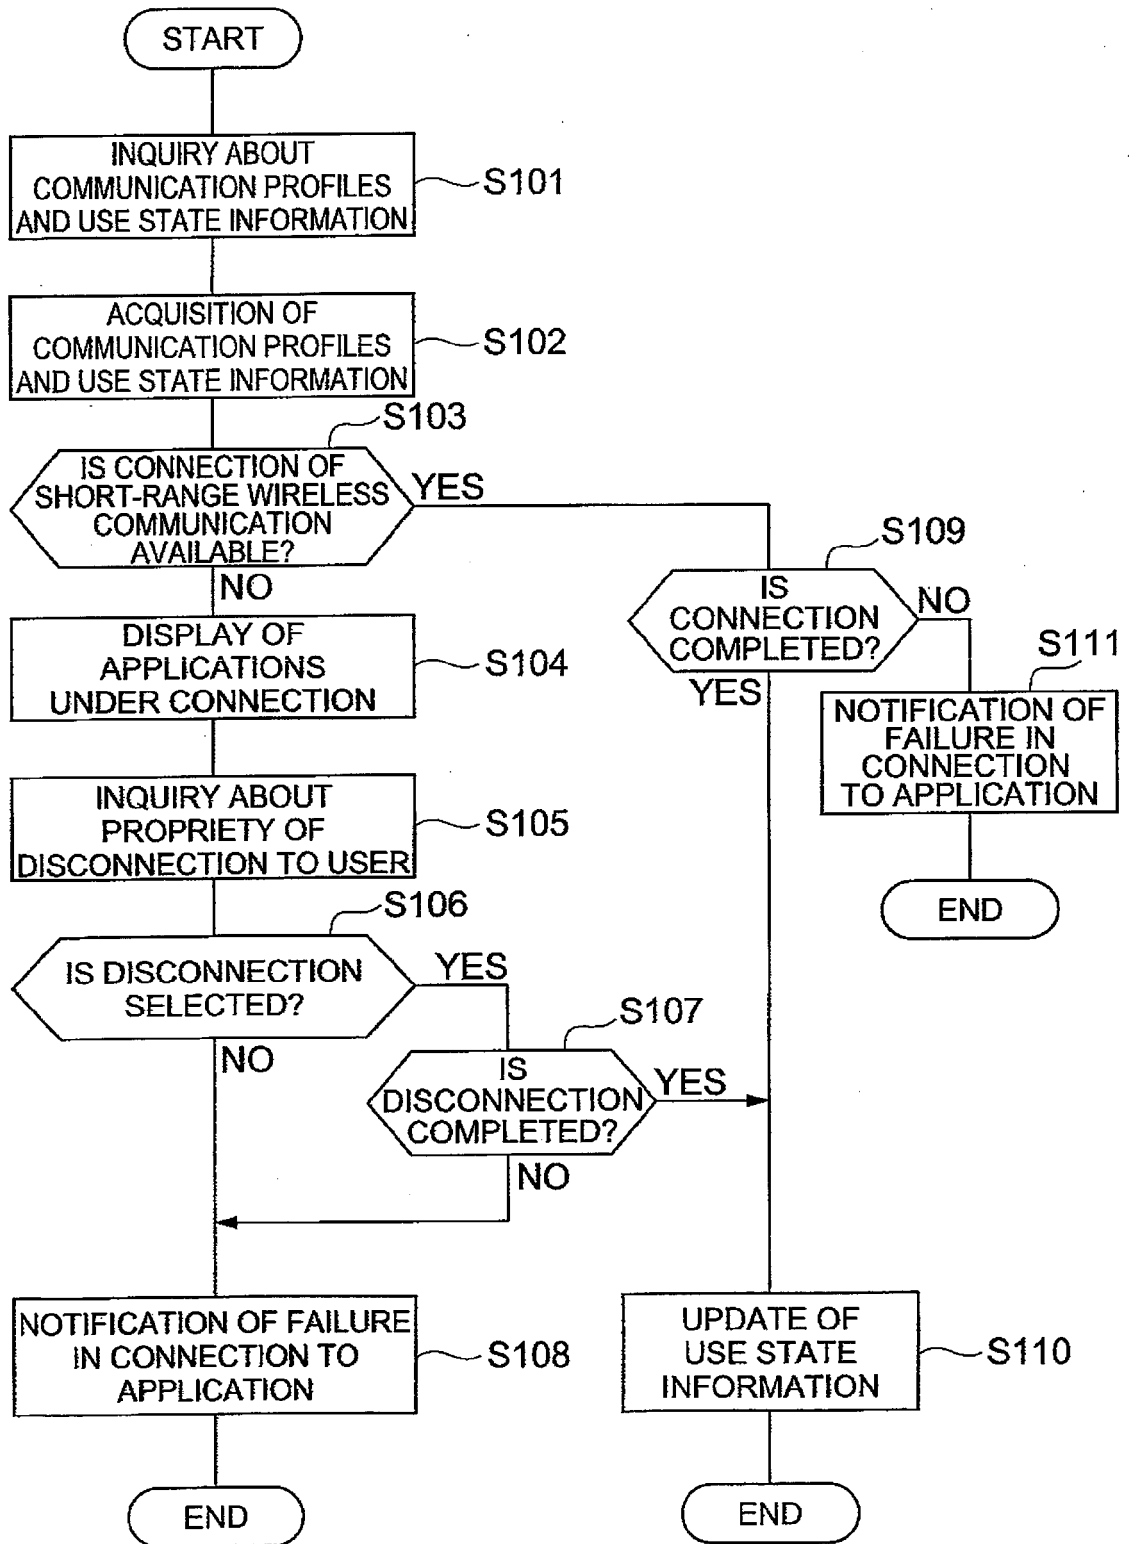 START
INQUIRY ABOUT
COMMUNICATION PROFILES
AND USE STATE INFORMATION
S101
ACQUISITION OF
COMMUNICATION PROFILES
AND USE STATE INFORMATION
S102
S103
IS CONNECTION OF
SHORT-RANGE WIRELESS
COMMUNICATION
AVAILABLE?
YES
NO
S109
IS
CONNECTION
COMPLETED?
NO
YES
S111
NOTIFICATION OF
FAILURE IN
CONNECTION
TO APPLICATION
END
DISPLAY OF
APPLICATIONS
UNDER CONNECTION
S104
INQUIRY ABOUT
PROPRIETY OF
DISCONNECTION TO USER
S105
S106
IS DISCONNECTION
SELECTED?
YES
NO
S107
IS
DISCONNECTION
COMPLETED?
YES
NO
NOTIFICATION OF FAILURE
IN CONNECTION TO
APPLICATION
S108
END
UPDATE OF
USE STATE
INFORMATION
S110
END